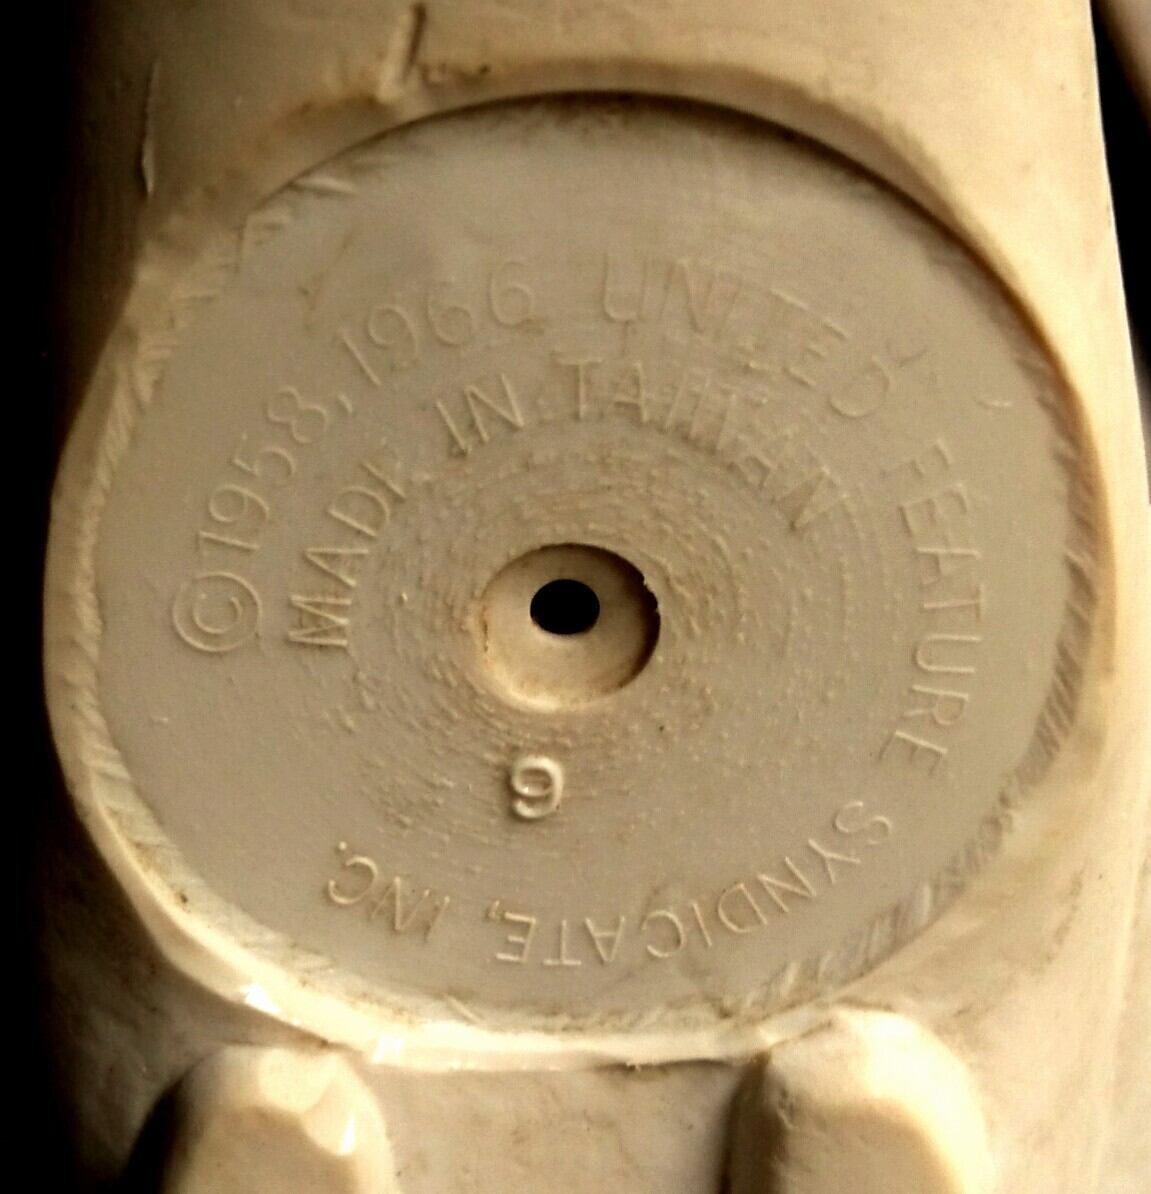 ©1958, 1966 UNITED FEATURE SYNDICATE, INC.
MADE IN TAIWAN
9